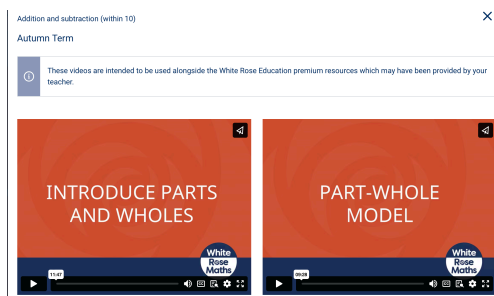 Addition and subtraction (within 10)
Autumn Term
These videos are intended to be used alongside the White Rose Education premium resources which may have been provided by your
teacher.
INTRODUCE PARTS
AND WHOLES
White
Rose
Maths
11:47
PART-WHOLE
MODEL
White
Rose
Maths
09:28